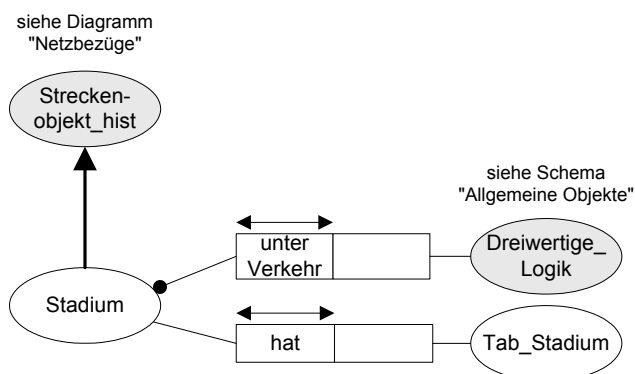 siehe Diagramm
"Netzbezüge"
Strecken-
objekt_hist
siehe Schema
"Allgemeine Objekte"
unter
Verkehr
Dreiwertige_
Logik
Stadium
hat
Tab_Stadium